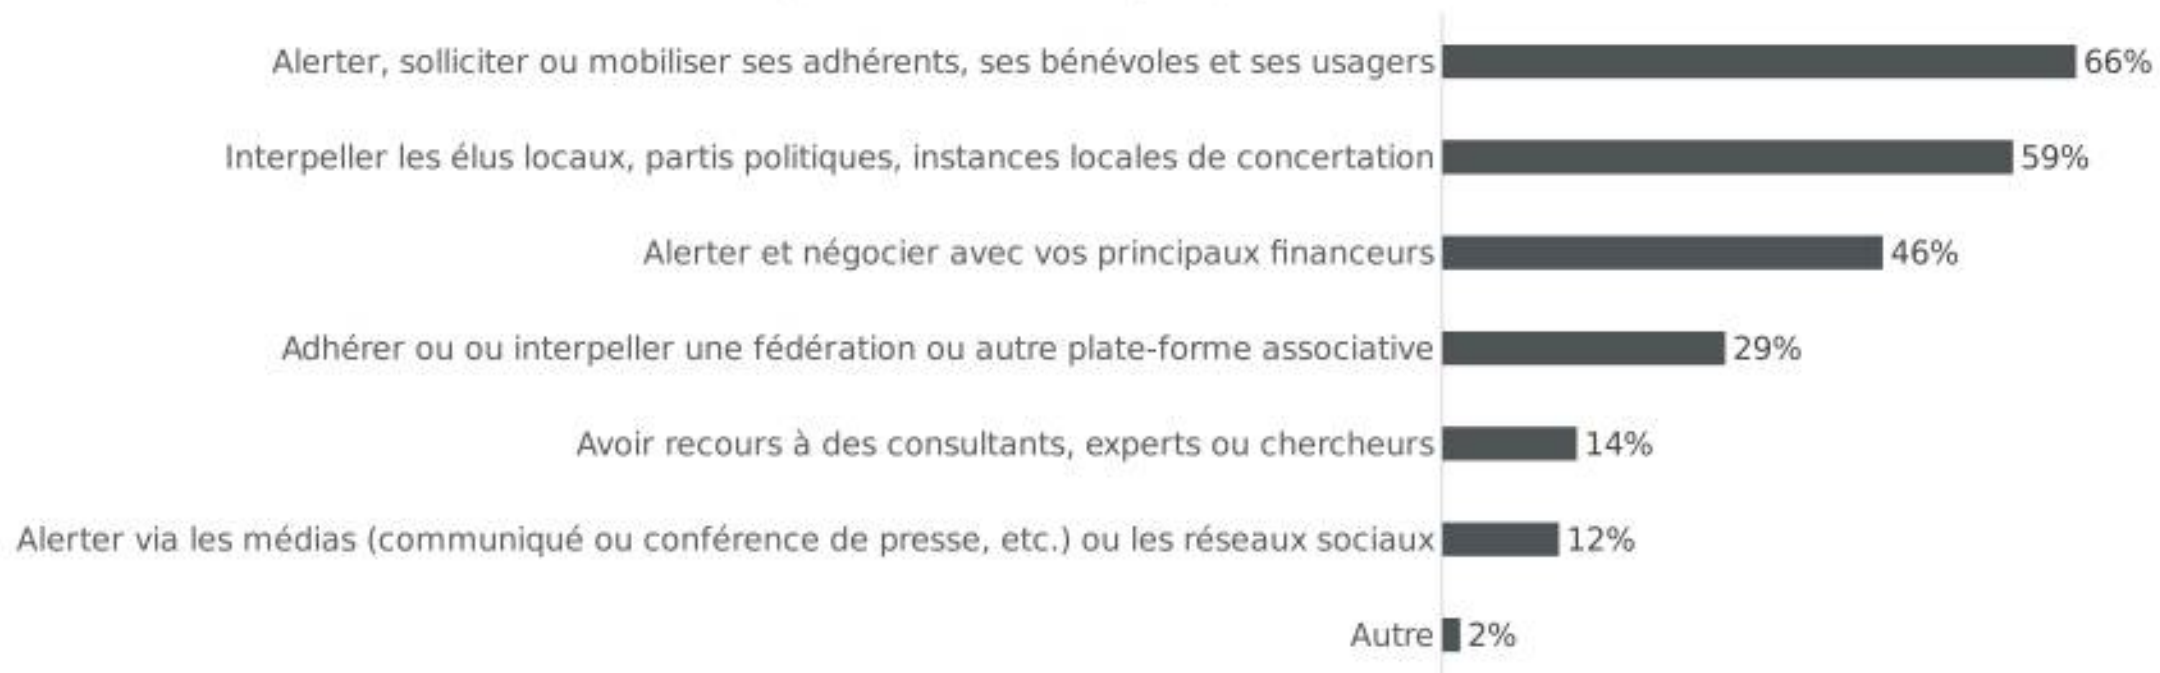 Alerter, solliciter ou mobiliser ses adhérents, ses bénévoles et ses usagers 66%
Interpeller les élus locaux, partis politiques, instances locales de concertation 59%
Alerter et négocier avec vos principaux financeurs 46%
Adhérer ou ou interpeller une fédération ou autre plate-forme associative 29%
Avoir recours à des consultants, experts ou chercheurs 14%
Alerter via les médias (communiqué ou conférence de presse, etc.) ou les réseaux sociaux 12%
Autre 2%